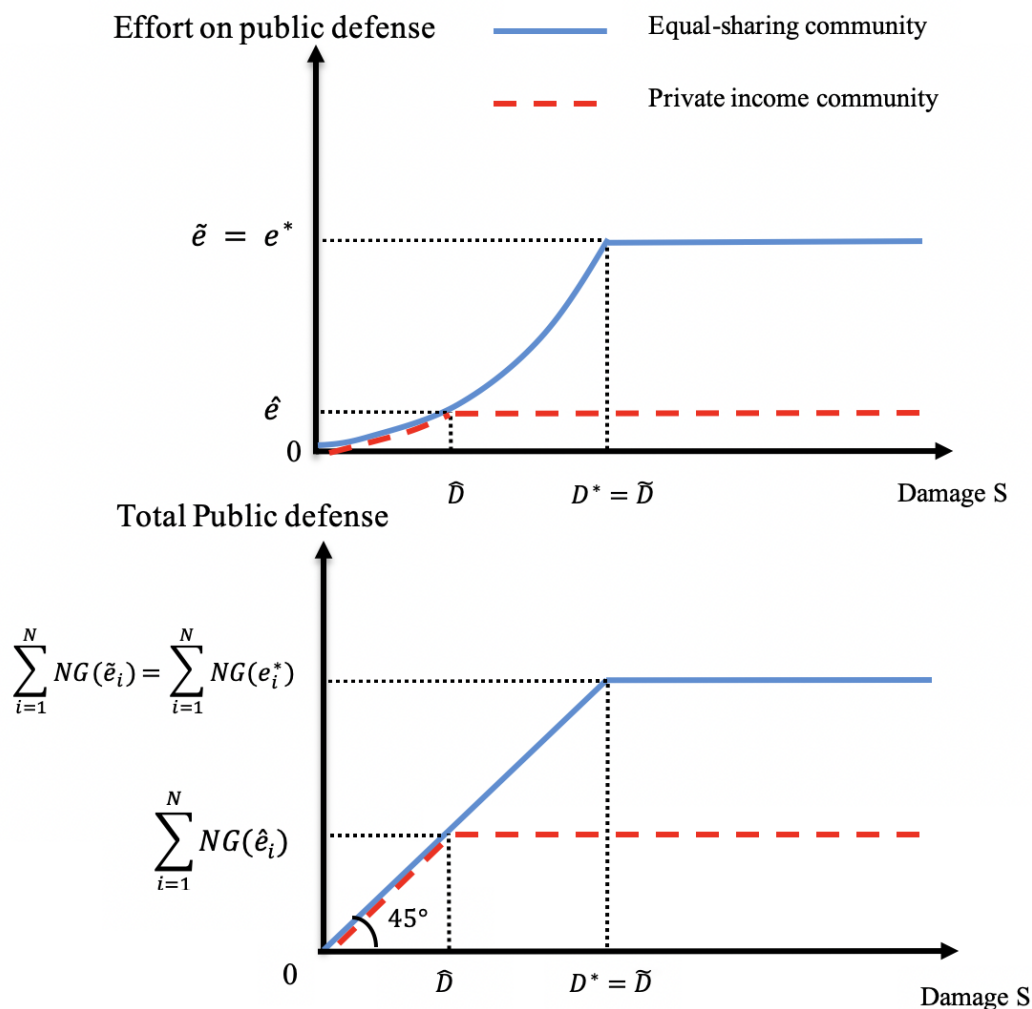 Effort on public defense
Equal-sharing community
Private income community
ẽ = e*
ê
0
D̂
D* = D̃
Damage S
Total Public defense
∑_{i=1}^{N} NG(ẽ_i) = ∑_{i=1}^{N} NG(e_i^*)
∑_{i=1}^{N} NG(ê_i)
45°
0
D̂
D* = D̃
Damage S